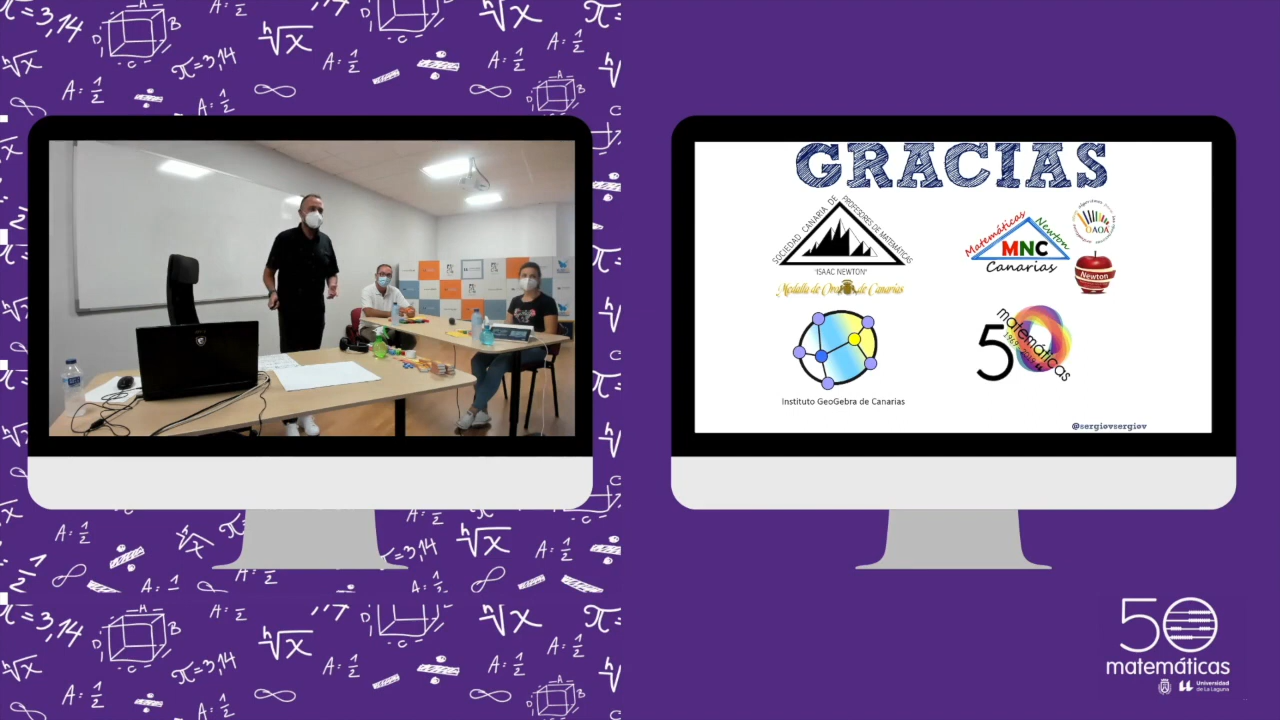 GRACIAS
SOCIEDAD CANARIA DE PROFESORES DE MATEMÁTICAS
"ISAAC NEWTON"
Medalla de Oro de Canarias
Matemáticas Newton
MNC
Canarias
Newton
Instituto GeoGebra de Canarias
50
matemáticas
@sergiovsergiov
50
matemáticas
Universidad
de La Laguna
π=3,14
A=1/2
ⁿ√x
A
B
C
D